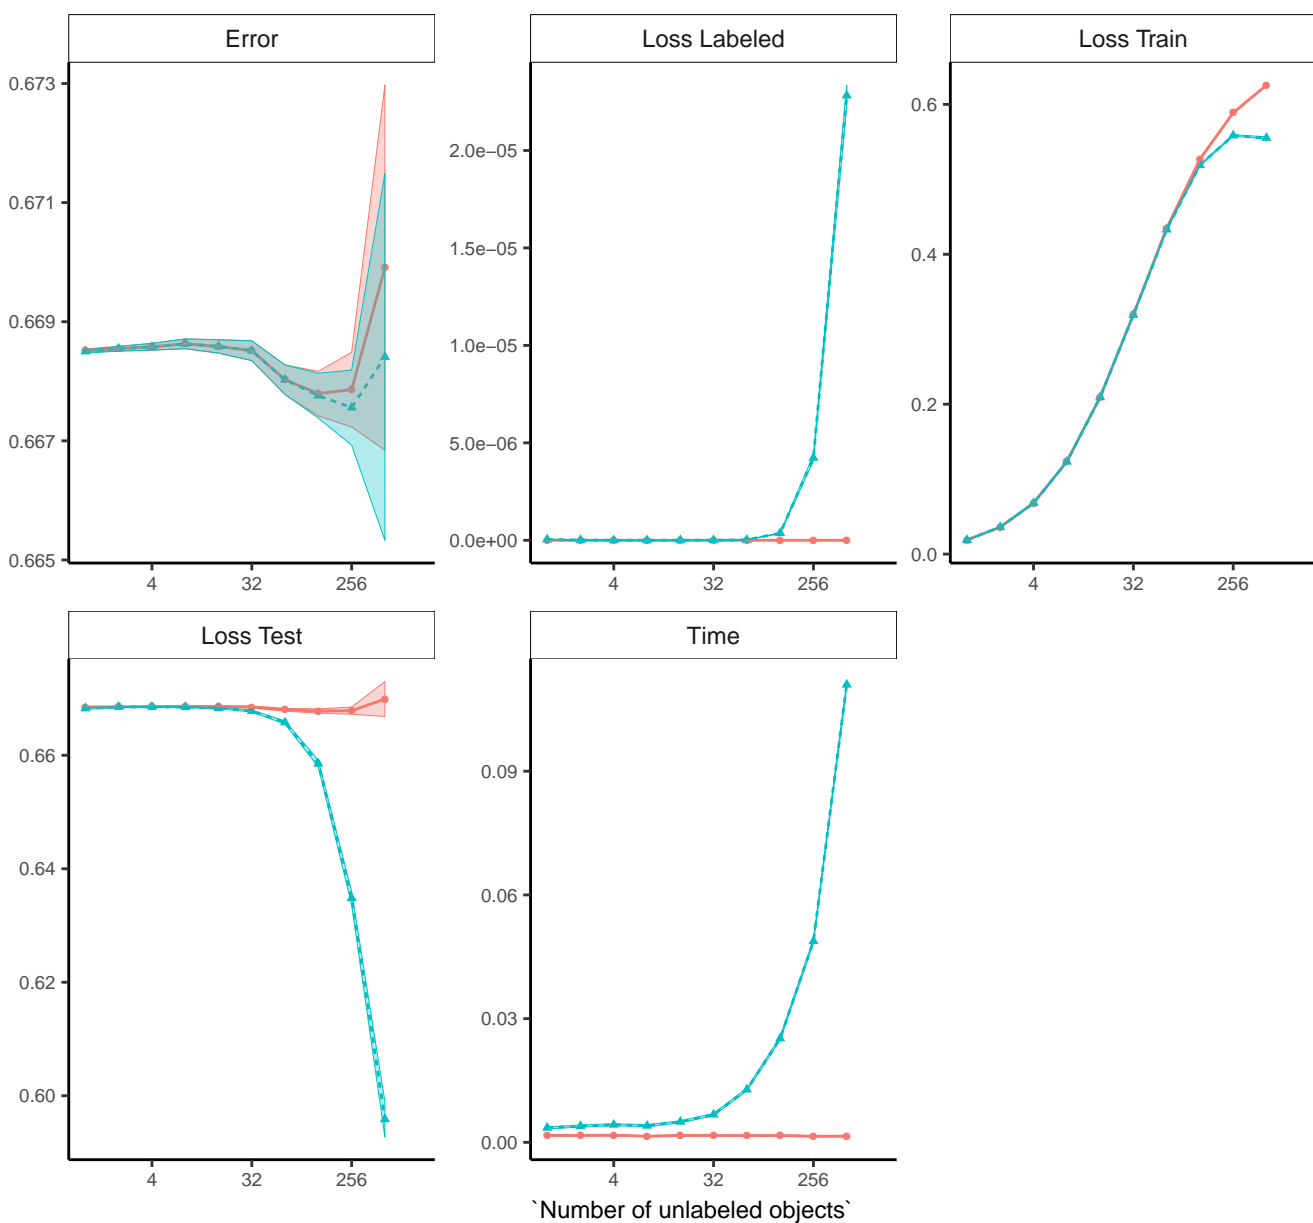 Error
0.673
0.671
0.669
0.667
0.665
4 32 256
Loss Labeled
2.0e−05
1.5e−05
1.0e−05
5.0e−06
0.0e+00
4 32 256
Loss Train
0.6
0.4
0.2
0.0
4 32 256
Loss Test
0.66
0.64
0.62
0.60
4 32 256
Time
0.09
0.06
0.03
0.00
4 32 256
`Number of unlabeled objects`